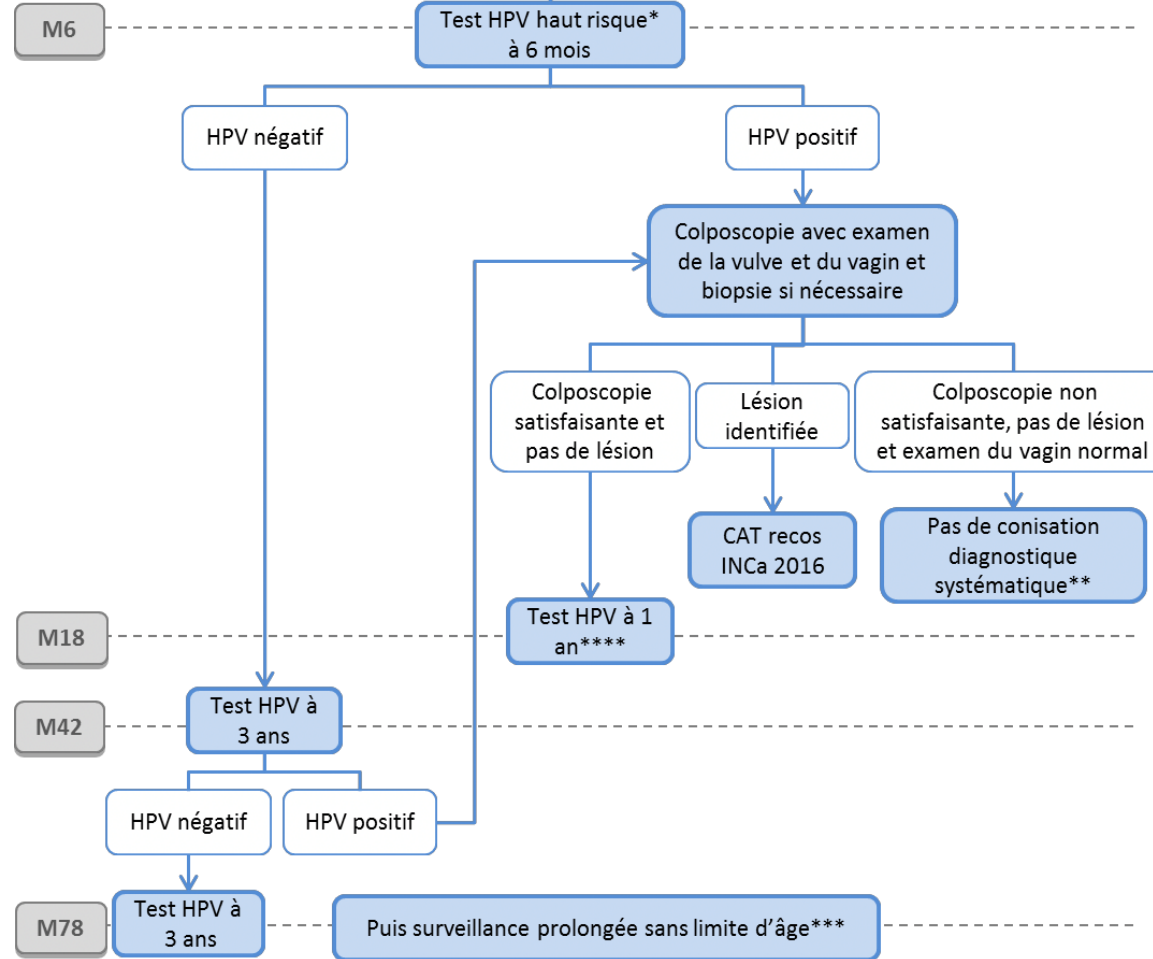 M6
Test HPV haut risque*
à 6 mois
HPV négatif
HPV positif
Colposcopie avec examen
de la vulve et du vagin et
biopsie si nécessaire
Colposcopie
satisfaisante et
pas de lésion
Lésion
identifiée
Colposcopie non
satisfaisante, pas de lésion
et examen du vagin normal
CAT recos
INCa 2016
Pas de conisation
diagnostique
systématique**
M18
Test HPV à 1
an****
M42
Test HPV à
3 ans
HPV négatif
HPV positif
M78
Test HPV à
3 ans
Puis surveillance prolongée sans limite d’âge***